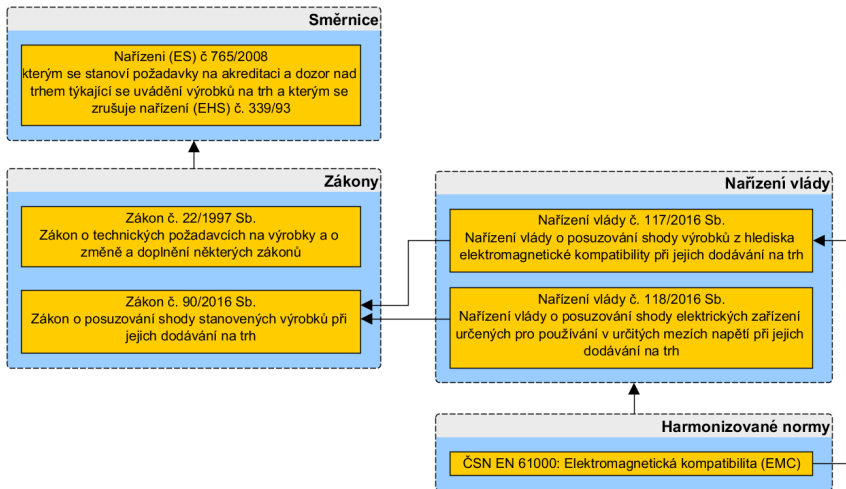 Směrnice
Nařízeni (ES) č 765/2008
kterým se stanoví požadavky na akreditaci a dozor nad
trhem týkající se uvádění výrobků na trh a kterým se
zrušuje nařízení (EHS) č. 339/93
Zákony
Zákon č. 22/1997 Sb.
Zákon o technických požadavcích na výrobky a o
změně a doplnění některých zákonů
Zákon č. 90/2016 Sb.
Zákon o posuzování shody stanovených výrobků při
jejich dodávání na trh
Nařízení vlády
Nařízení vlády č. 117/2016 Sb.
Nařízení vlády o posuzování shody výrobků z hlediska
elektromagnetické kompatibility při jejich dodávání na trh
Nařízení vlády č. 118/2016 Sb.
Nařízení vlády o posuzování shody elektrických zařízení
určených pro používání v určitých mezích napětí při jejich
dodávání na trh
Harmonizované normy
ČSN EN 61000: Elektromagnetická kompatibilita (EMC)